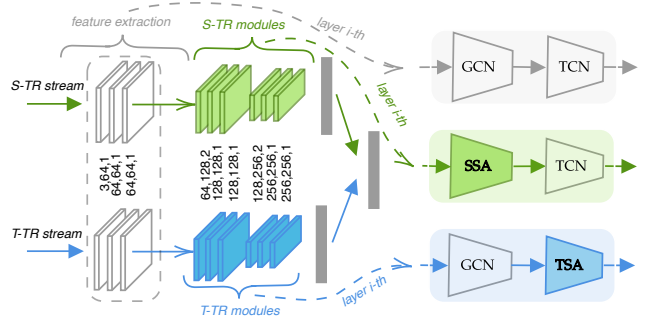 feature extraction
S-TR modules
layer i-th
S-TR stream
GCN
TCN
layer i-th
3,64,1
64,64,1
64,64,1
64,128,2
128,128,1
128,128,1
128,256,2
256,256,1
256,256,1
SSA
TCN
T-TR stream
GCN
TSA
layer i-th
T-TR modules